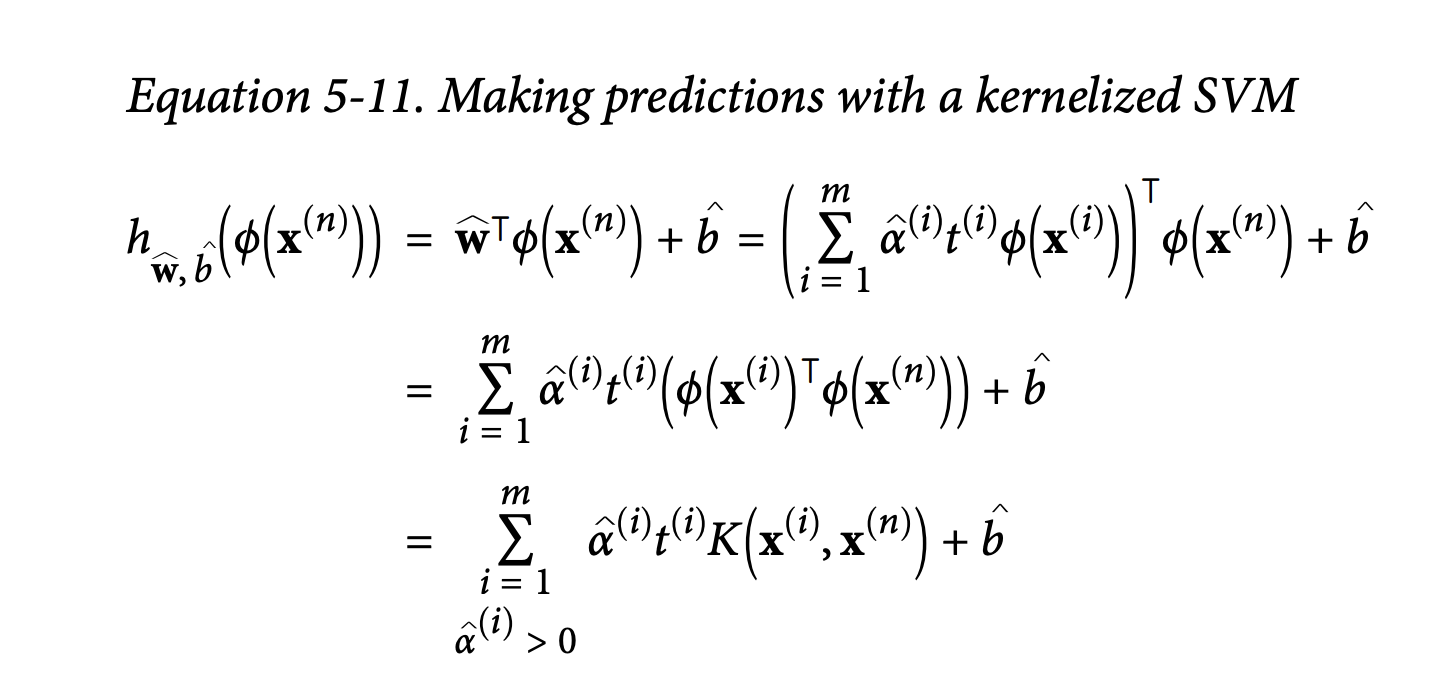 Equation 5-11. Making predictions with a kernelized SVM
h_{ŵ, b̂}(ϕ(x⁽ⁿ⁾)) = ŵ^⊺ϕ(x⁽ⁿ⁾) + b̂ = (∑_{i = 1}^{m} α̂⁽ⁱ⁾t⁽ⁱ⁾ϕ(x⁽ⁱ⁾))^⊺ ϕ(x⁽ⁿ⁾) + b̂
= ∑_{i = 1}^{m} α̂⁽ⁱ⁾t⁽ⁱ⁾(ϕ(x⁽ⁱ⁾)^⊺ϕ(x⁽ⁿ⁾)) + b̂
= ∑_{i = 1, α̂⁽ⁱ⁾ > 0}^{m} α̂⁽ⁱ⁾t⁽ⁱ⁾K(x⁽ⁱ⁾, x⁽ⁿ⁾) + b̂